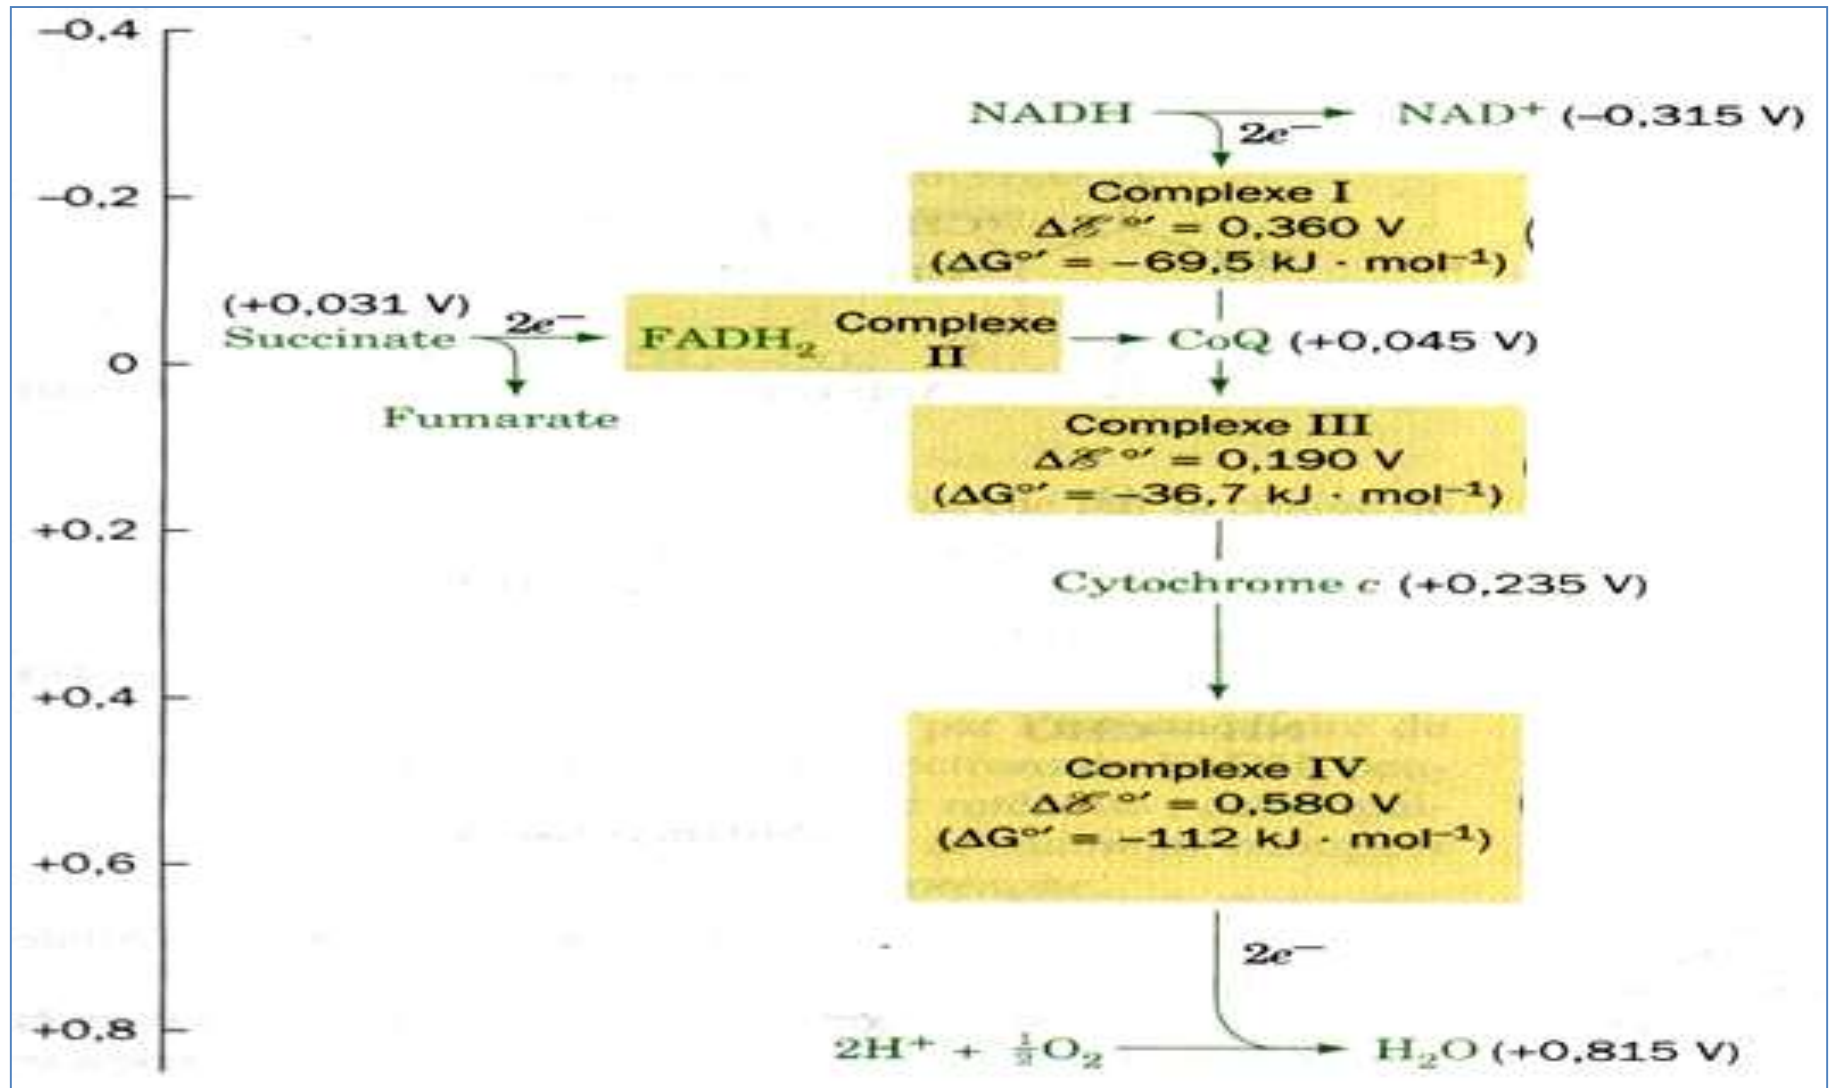 −0,4
NADH
2e−
NAD+ (−0,315 V)
−0,2
Complexe I
Δℰ°′ = 0,360 V
(ΔG°′ = −69,5 kJ · mol−1)
(+0,031 V)
Succinate
2e−
FADH2
Complexe
II
CoQ (+0,045 V)
0
Fumarate
Complexe III
Δℰ°′ = 0,190 V
(ΔG°′ = −36,7 kJ · mol−1)
+0,2
Cytochrome c (+0,235 V)
+0,4
Complexe IV
Δℰ°′ = 0,580 V
(ΔG°′ = −112 kJ · mol−1)
+0,6
2e−
+0,8
2H+ + ½O2
H2O (+0,815 V)